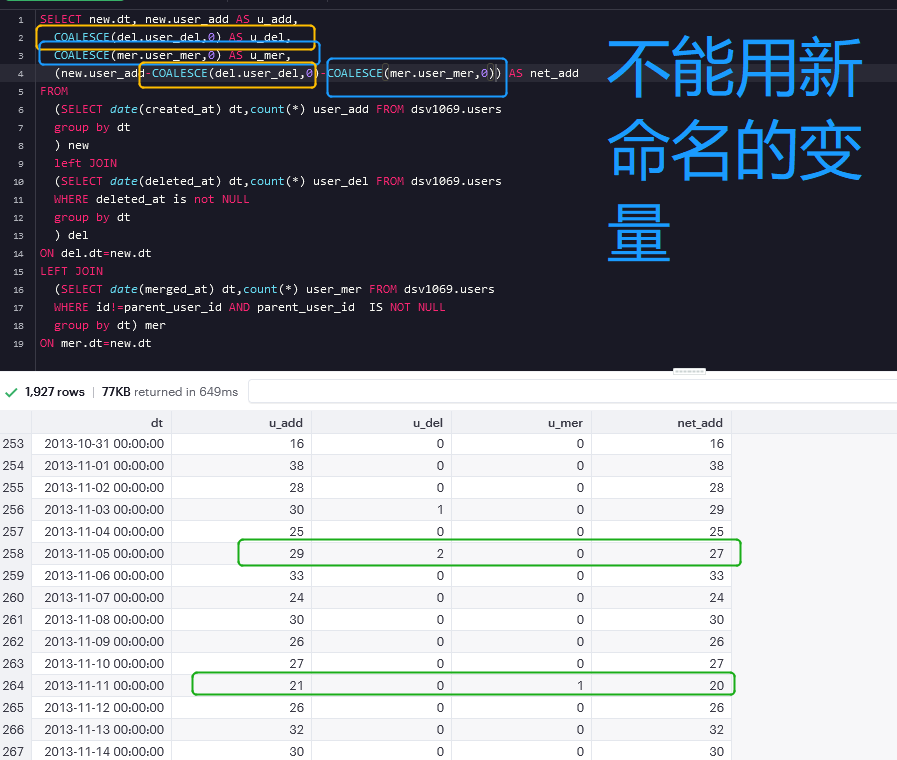 1 SELECT new.dt, new.user_add AS u_add,
2 COALESCE(del.user_del,0) AS u_del,
3 COALESCE(mer.user_mer,0) AS u_mer,
4 (new.user_add-COALESCE(del.user_del,0)-COALESCE(mer.user_mer,0)) AS net_add
5 FROM
6 (SELECT date(created_at) dt,count(*) user_add FROM dsv1069.users
7 group by dt
8 ) new
9 left JOIN
10 (SELECT date(deleted_at) dt,count(*) user_del FROM dsv1069.users
11 WHERE deleted_at is not NULL
12 group by dt
13 ) del
14 ON del.dt=new.dt
15 LEFT JOIN
16 (SELECT date(merged_at) dt,count(*) user_mer FROM dsv1069.users
17 WHERE id!=parent_user_id AND parent_user_id IS NOT NULL
18 group by dt) mer
19 ON mer.dt=new.dt
不能用新
命名的变
量
1,927 rows | 77KB returned in 649ms
dt u_add u_del u_mer net_add
253 2013-10-31 00:00:00 16 0 0 16
254 2013-11-01 00:00:00 38 0 0 38
255 2013-11-02 00:00:00 28 0 0 28
256 2013-11-03 00:00:00 30 1 0 29
257 2013-11-04 00:00:00 25 0 0 25
258 2013-11-05 00:00:00 29 2 0 27
259 2013-11-06 00:00:00 33 0 0 33
260 2013-11-07 00:00:00 24 0 0 24
261 2013-11-08 00:00:00 30 0 0 30
262 2013-11-09 00:00:00 26 0 0 26
263 2013-11-10 00:00:00 27 0 0 27
264 2013-11-11 00:00:00 21 0 1 20
265 2013-11-12 00:00:00 26 0 0 26
266 2013-11-13 00:00:00 32 0 0 32
267 2013-11-14 00:00:00 30 0 0 30